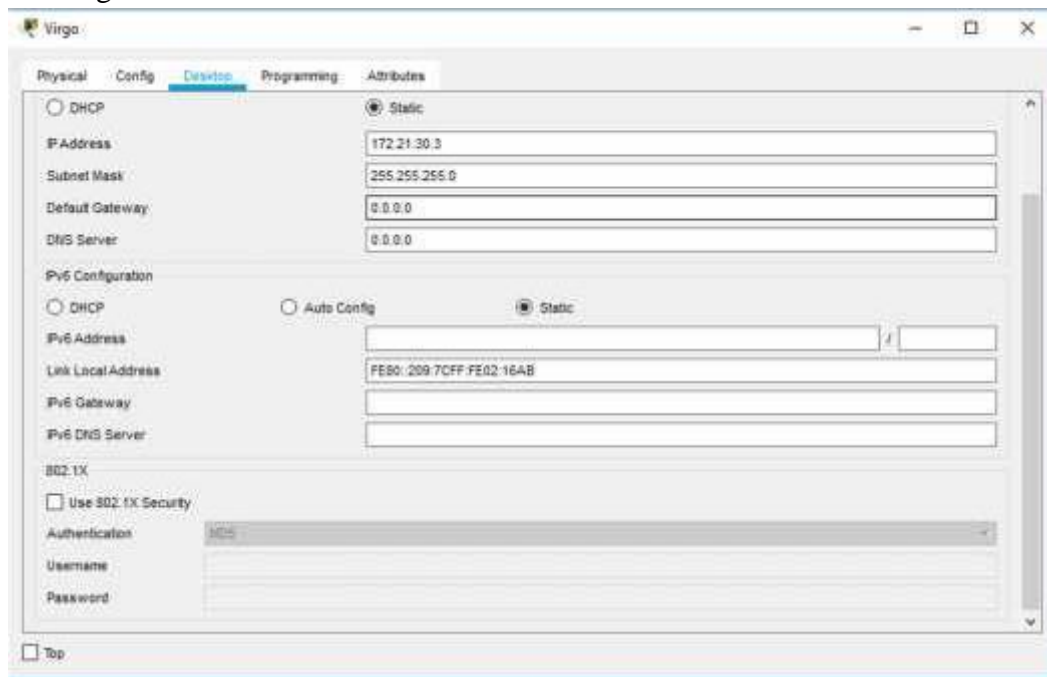 Virgo
Physical Config Desktop Programming Attributes
DHCP Static
IP Address 172.21.30.3
Subnet Mask 255.255.255.0
Default Gateway 0.0.0.0
DNS Server 0.0.0.0
IPv6 Configuration
DHCP Auto Config Static
IPv6 Address /
Link Local Address FE80::209:7CFF:FE02:16AB
IPv6 Gateway
IPv6 DNS Server
802.1X
Use 802.1X Security
Authentication MD5
Username
Password
Top